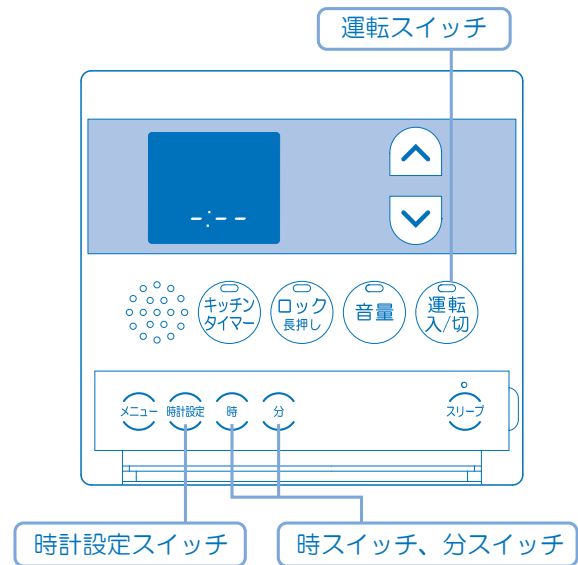 運転スイッチ
-:--
キッチン
タイマー
ロック
長押し
音量
運転
入/切
メニュー
時計設定
時
分
スリープ
時計設定スイッチ
時スイッチ、分スイッチ